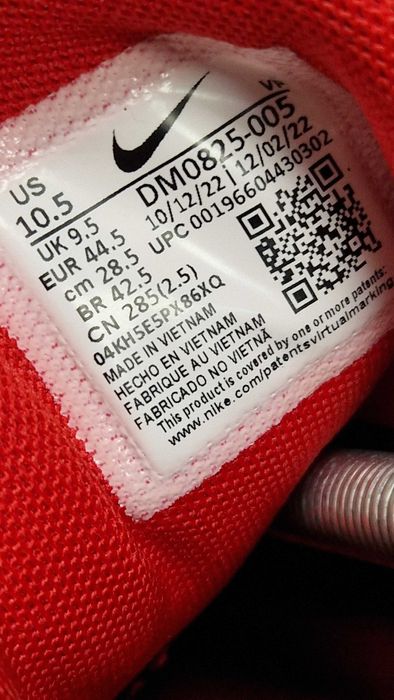 US
10.5
UK 9.5
EUR 44.5
cm 28.5
BR 42.5
CN 285(2.5)
04KH5E5PX86XQ
MADE IN VIETNAM
HECHO EN VIETNAM
FABRIQUE AU VIETNAM
FABRICADO NO VIETNÃ
This product is covered by one or more patents:
www.nike.com/patentsvirtualmarking
VN
DM0825-005
10/12/22 | 12/02/22
UPC 00196604430302